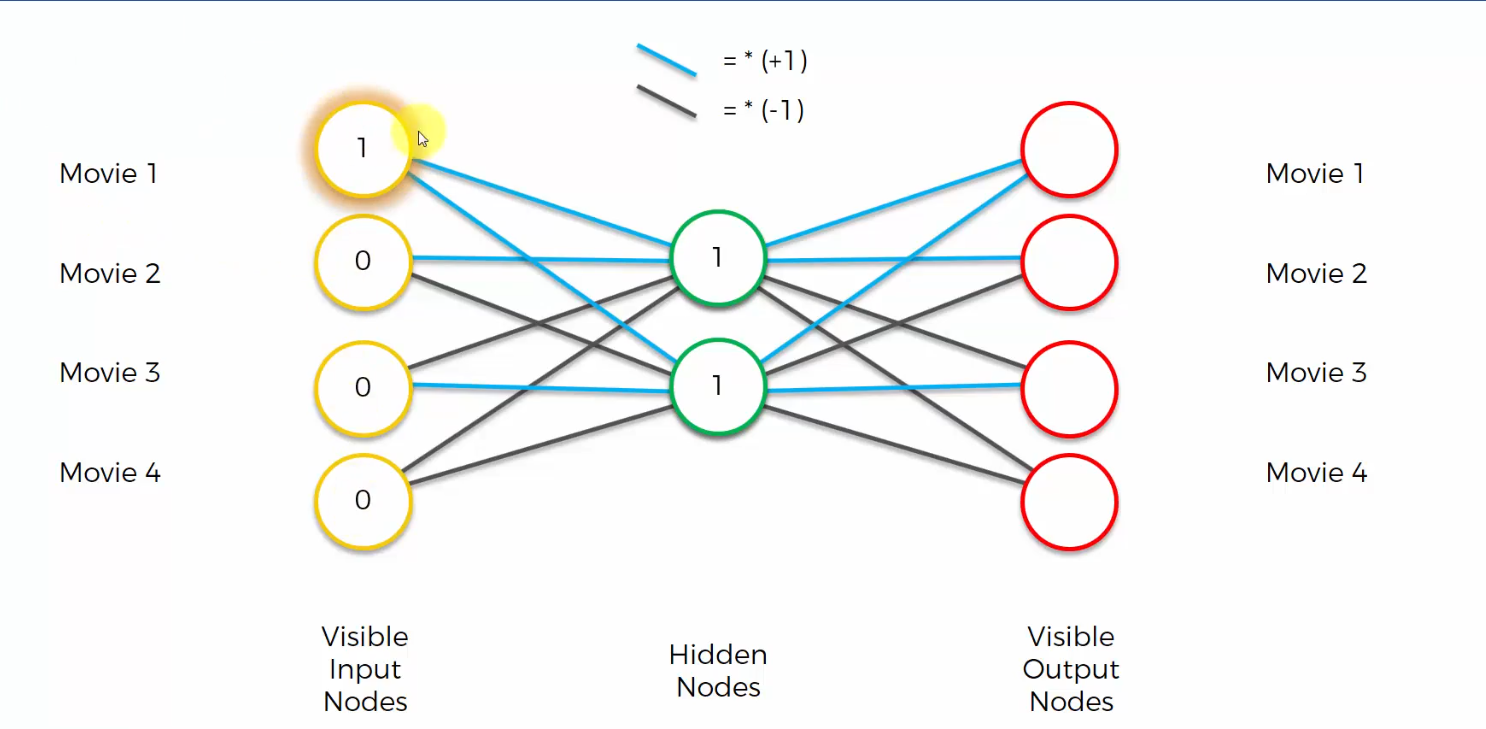 = * (+1)
= * (-1)
Movie 1
Movie 2
Movie 3
Movie 4
1
0
0
0
1
1
Movie 1
Movie 2
Movie 3
Movie 4
Visible
Input
Nodes
Hidden
Nodes
Visible
Output
Nodes